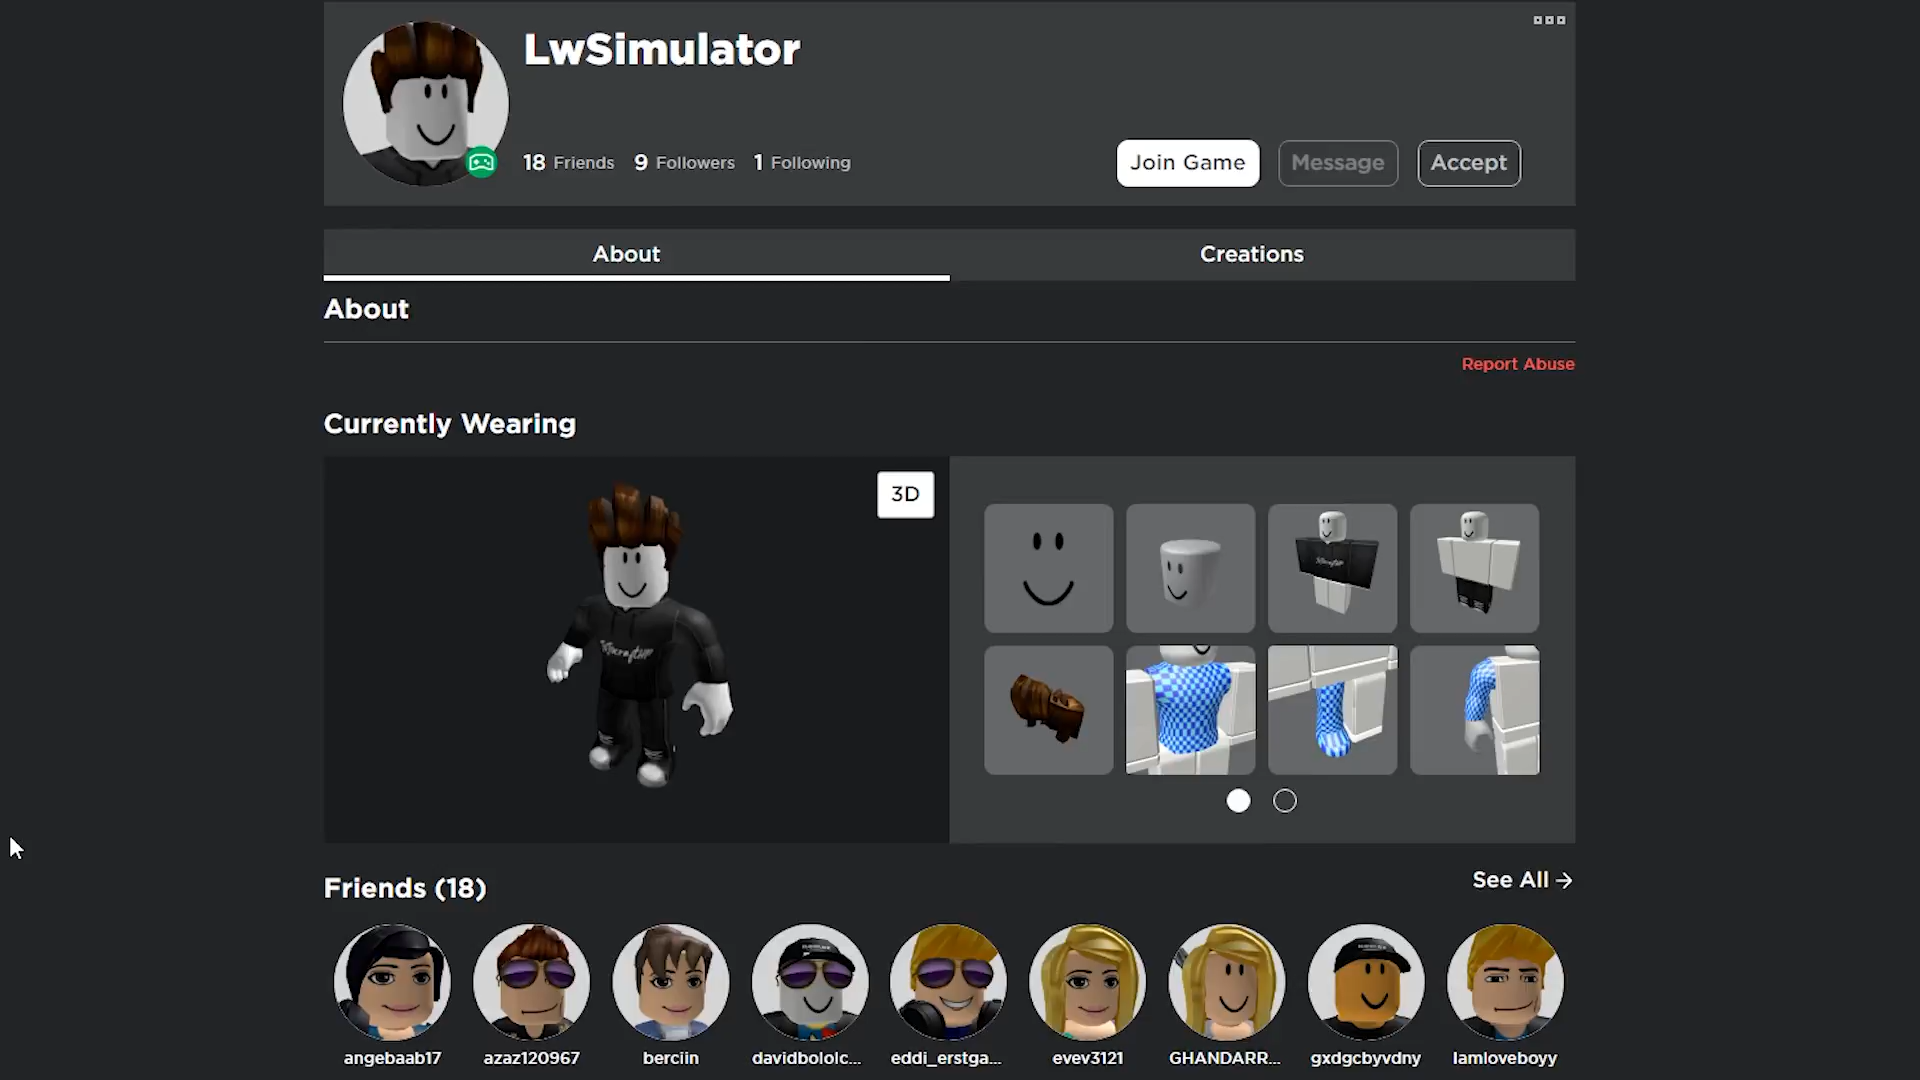 LwSimulator
18 Friends 9 Followers 1 Following
Join Game
Message
Accept
About
Creations
About
Report Abuse
Currently Wearing
3D
Friends (18)
See All
angebaab17
azaz120967
berciin
davidbololc...
eddi_erstga...
evev3121
GHANDARR...
gxdgcbyvdny